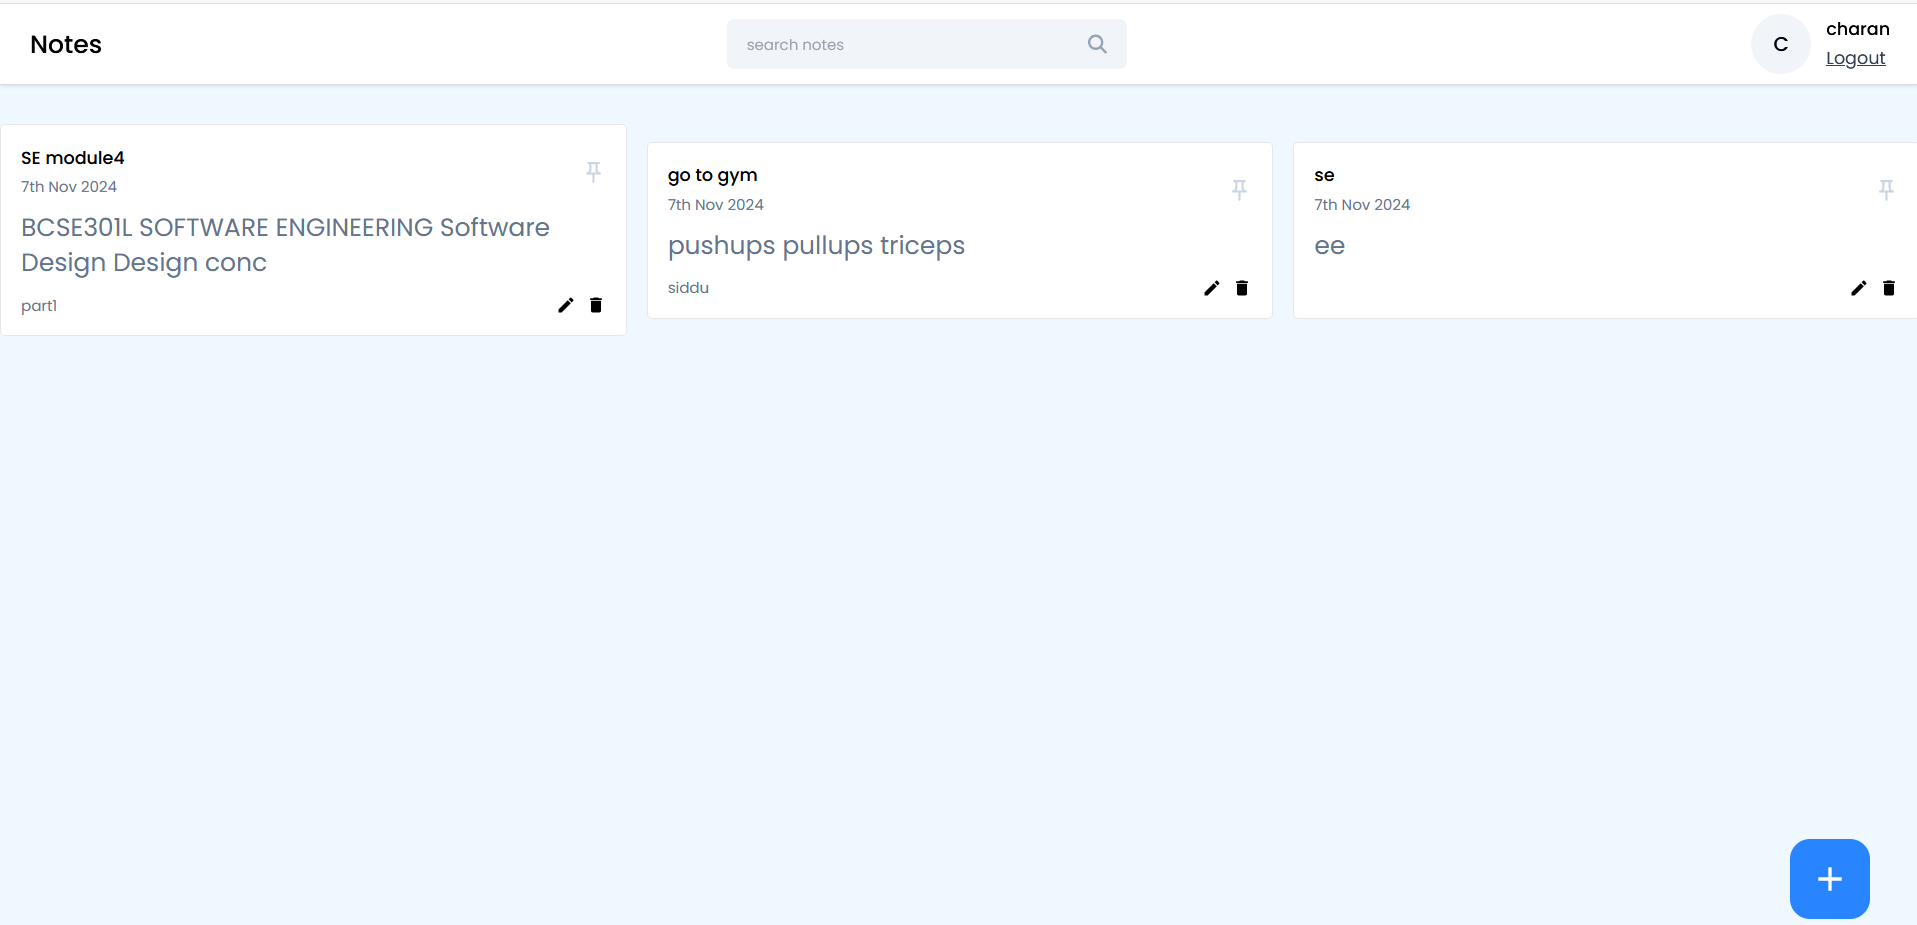 Notes
search notes
C
charan
Logout
SE module4
7th Nov 2024
BCSE301L SOFTWARE ENGINEERING Software
Design Design conc
part1
go to gym
7th Nov 2024
pushups pullups triceps
siddu
se
7th Nov 2024
ee